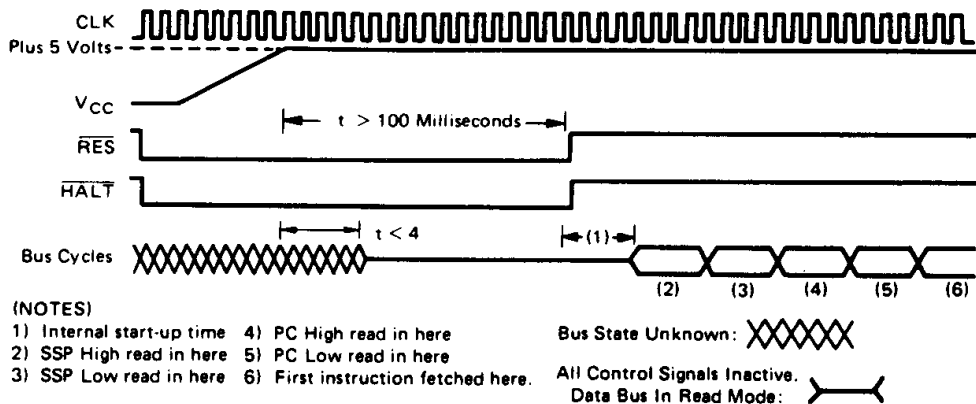 CLK
Plus 5 Volts
VCC
t > 100 Milliseconds
RES
HALT
t < 4
(1)
Bus Cycles
(2) (3) (4) (5) (6)
(NOTES)
1) Internal start-up time 4) PC High read in here
2) SSP High read in here 5) PC Low read in here
3) SSP Low read in here 6) First instruction fetched here.
Bus State Unknown:
All Control Signals Inactive.
Data Bus In Read Mode: